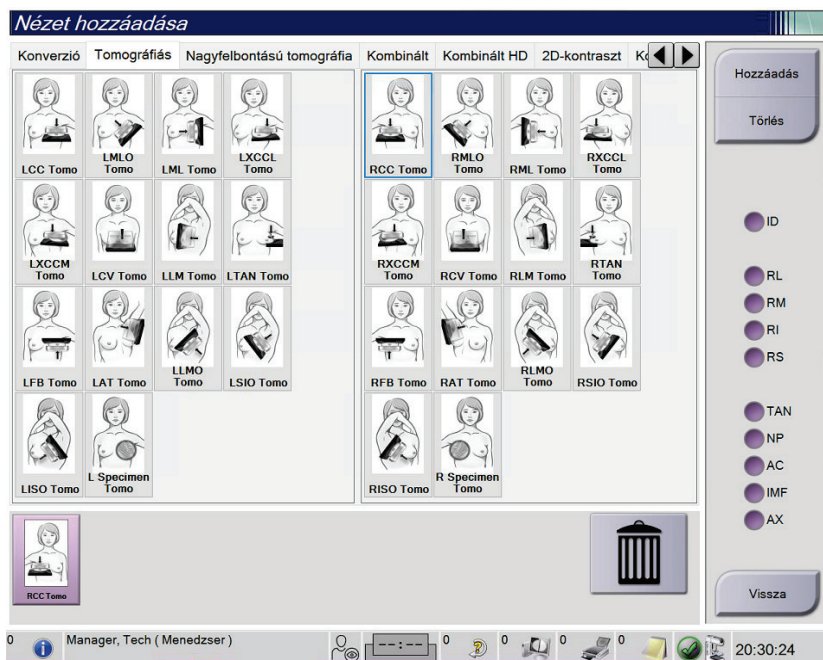 Nézet hozzáadása
Konverzió Tomográfiás Nagyfelbontású tomográfia Kombinált Kombinált HD 2D-kontraszt Ko
Hozzáadás
Törlés
LCC Tomo
LMLO
Tomo
LML Tomo
LXCCL
Tomo
RCC Tomo
RMLO
Tomo
RML Tomo
RXCCL
Tomo
LXCCM
Tomo
LCV Tomo
LLM Tomo
LTAN Tomo
RXCCM
Tomo
RCV Tomo
RLM Tomo
RTAN
Tomo
LFB Tomo
LAT Tomo
LLMO
Tomo
LSIO Tomo
RFB Tomo
RAT Tomo
RLMO
Tomo
RSIO Tomo
LISO Tomo
L Specimen
Tomo
RISO Tomo
R Specimen
Tomo
ID
RL
RM
RI
RS
TAN
NP
AC
IMF
AX
RCC Tomo
Vissza
0 Manager, Tech ( Menedzser ) --:-- 0 0 0 0 20:30:24